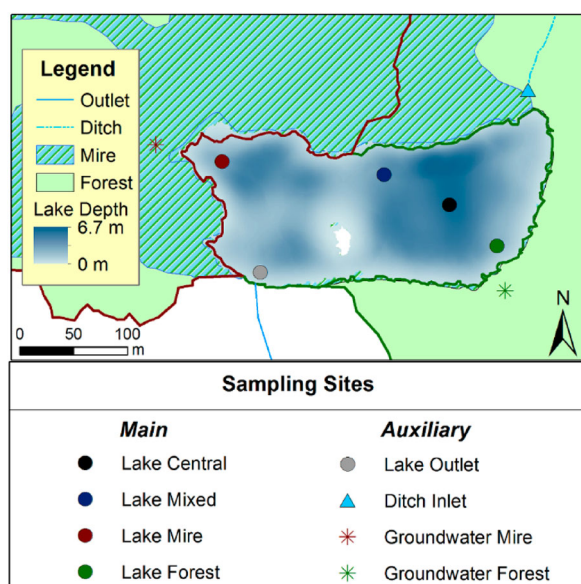 Legend
Outlet
Ditch
Mire
Forest
Lake Depth
6.7 m
0 m
0 50 100
m
N
Sampling Sites
Main Auxiliary
Lake Central Lake Outlet
Lake Mixed Ditch Inlet
Lake Mire Groundwater Mire
Lake Forest Groundwater Forest